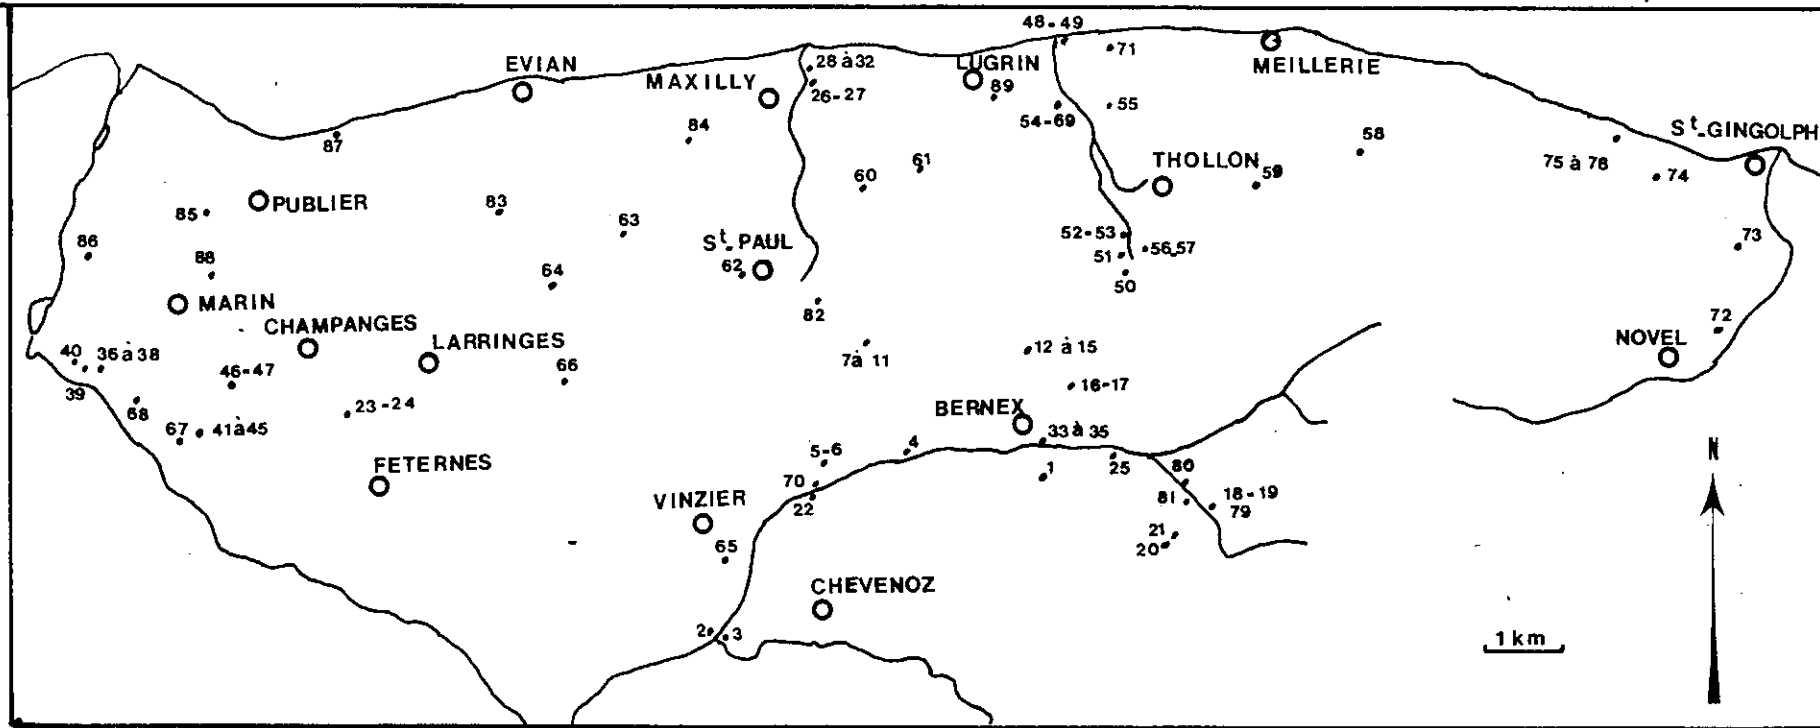 48-49
71
EVIAN
28 à 32
LUGRIN
MEILLERIE
MAXILLY
26-27
89
55
54-69
87
84
58
St-GINGOLPH
75 à 78
74
THOLLON
59
60
61
PUBLIER
85
83
63
86
88
St-PAUL
62
52-53
56-57
51
50
73
64
MARIN
82
CHAMPANGES
LARRINGES
72
NOVEL
40
36 à 38
39
46-47
66
7 à 11
12 à 15
16-17
68
23-24
BERNEX
67
41 à 45
33 à 35
FETERNES
5-6
4
1
25
80
N
70
22
81
18-19
79
VINZIER
21
20
65
CHEVENOZ
2
3
1 km